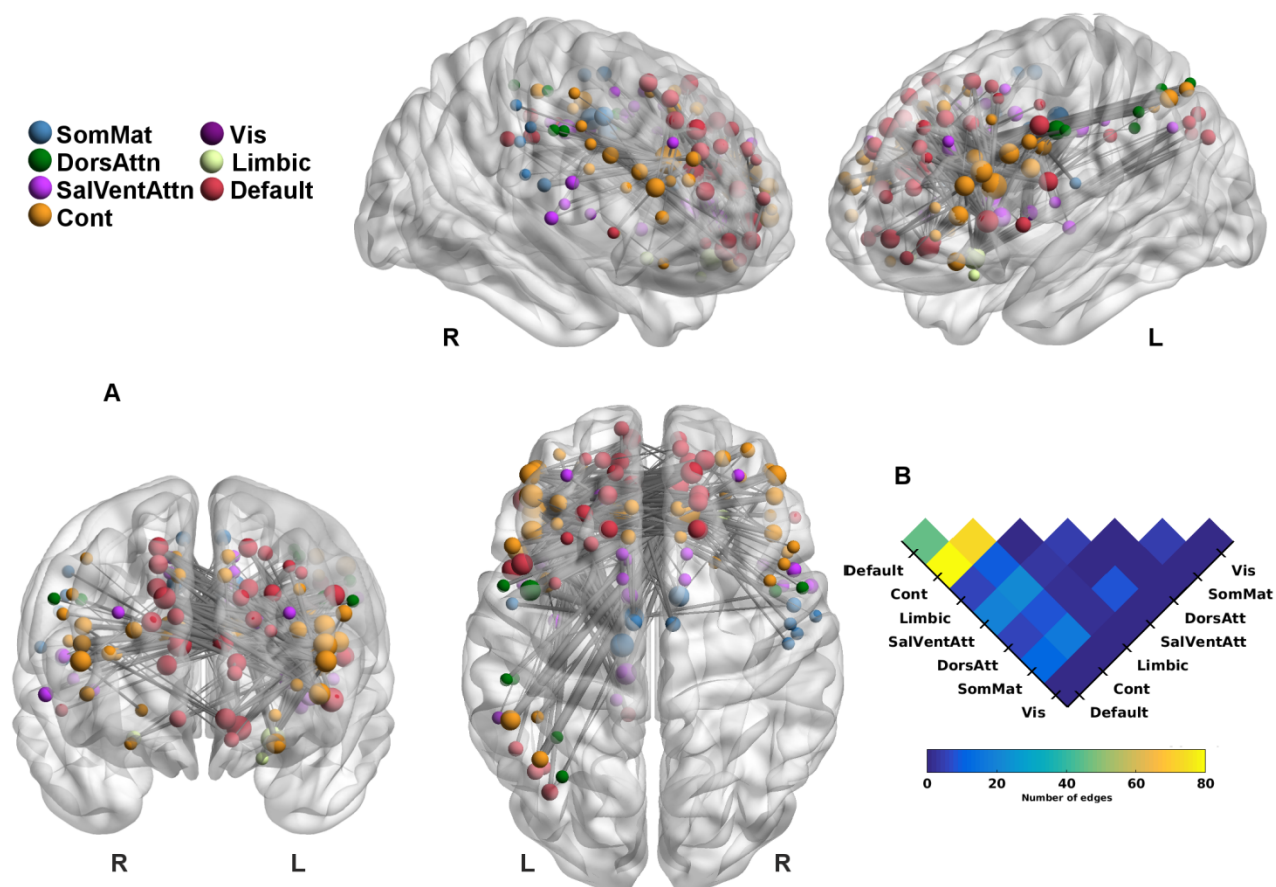 SomMat
Vis
DorsAttn
Limbic
SalVentAttn
Default
Cont
R
L
A
B
Default
Cont
Limbic
SalVentAtt
DorsAtt
SomMat
Vis
Vis
SomMat
DorsAtt
SalVentAtt
Limbic
Cont
Default
0 20 40 60 80
Number of edges
R L
L R